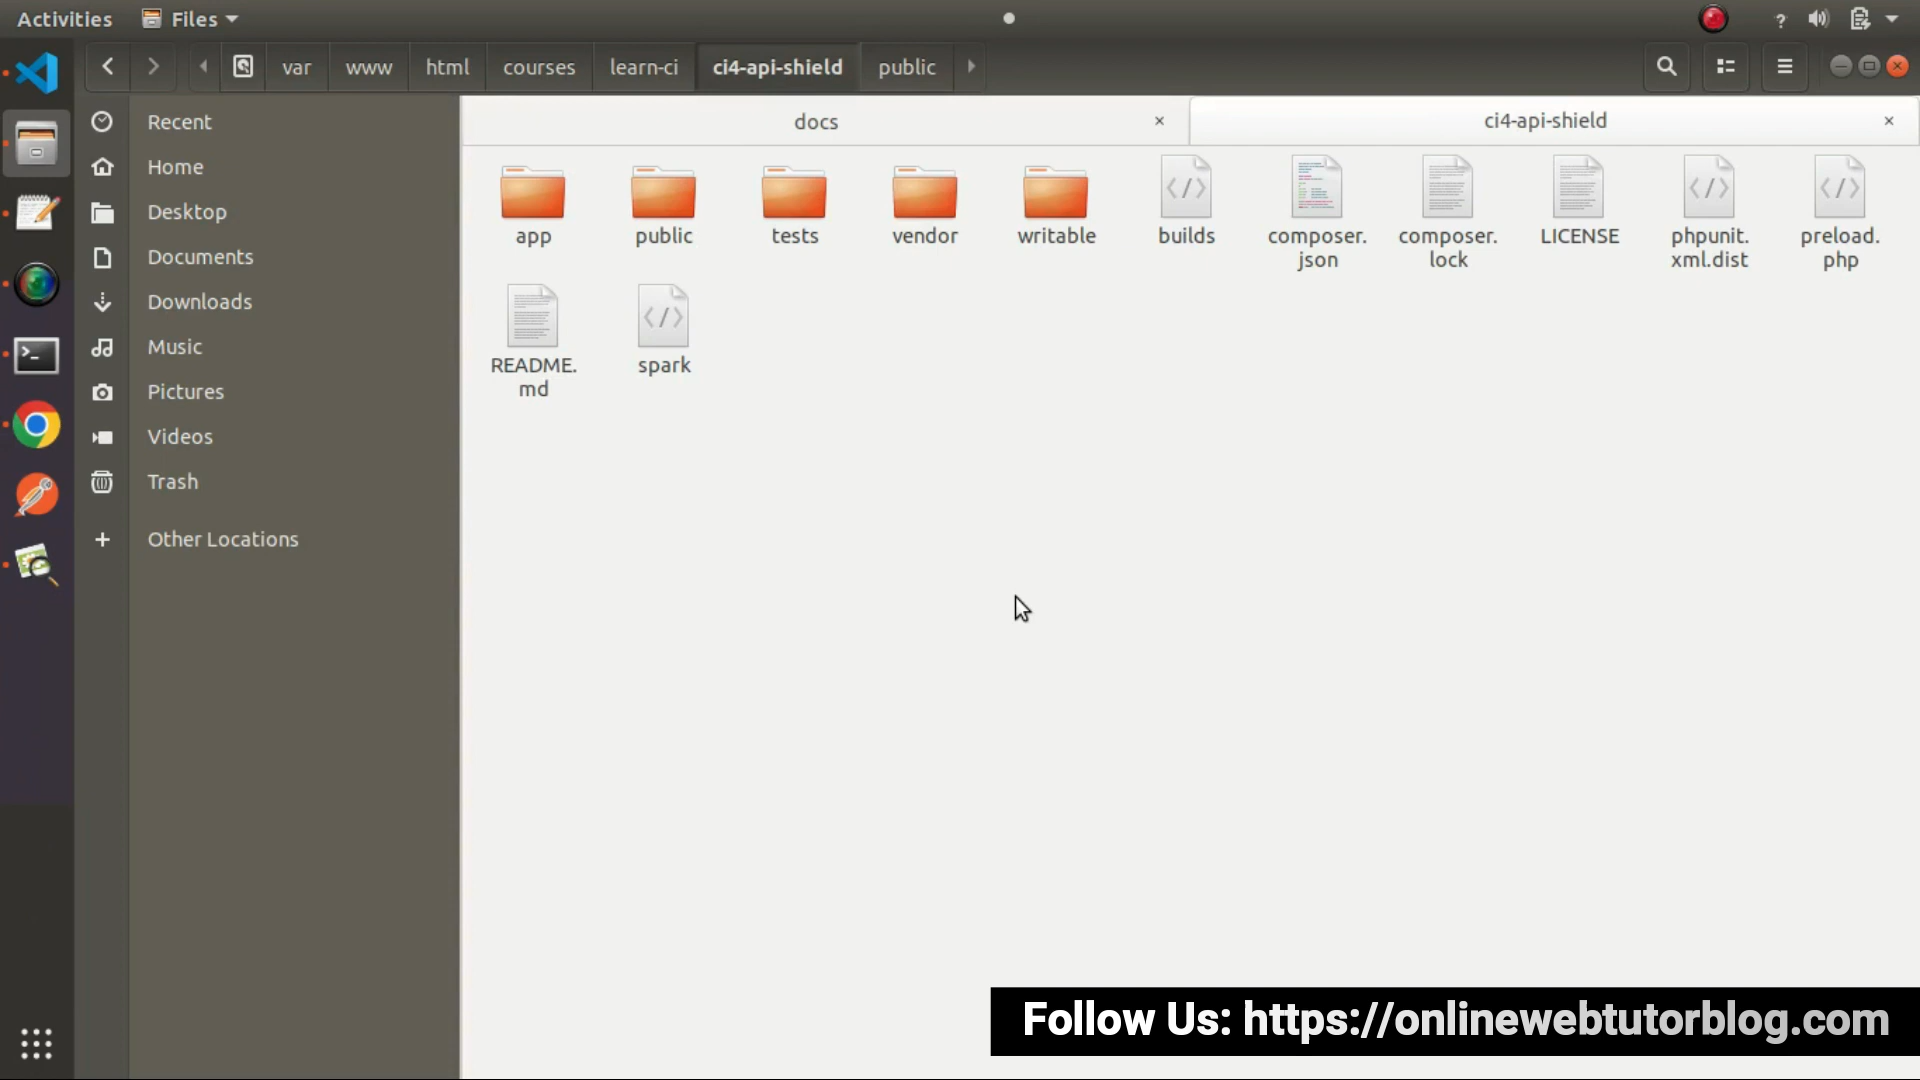 Activities Files
var www html courses learn-ci ci4-api-shield public
Recent
Home
Desktop
Documents
Downloads
Music
Pictures
Videos
Trash
Other Locations
docs ci4-api-shield
app public tests vendor writable builds composer. composer. LICENSE phpunit. preload.
json lock xml.dist php
README. spark
md
Follow Us: https://onlinewebtutorblog.com